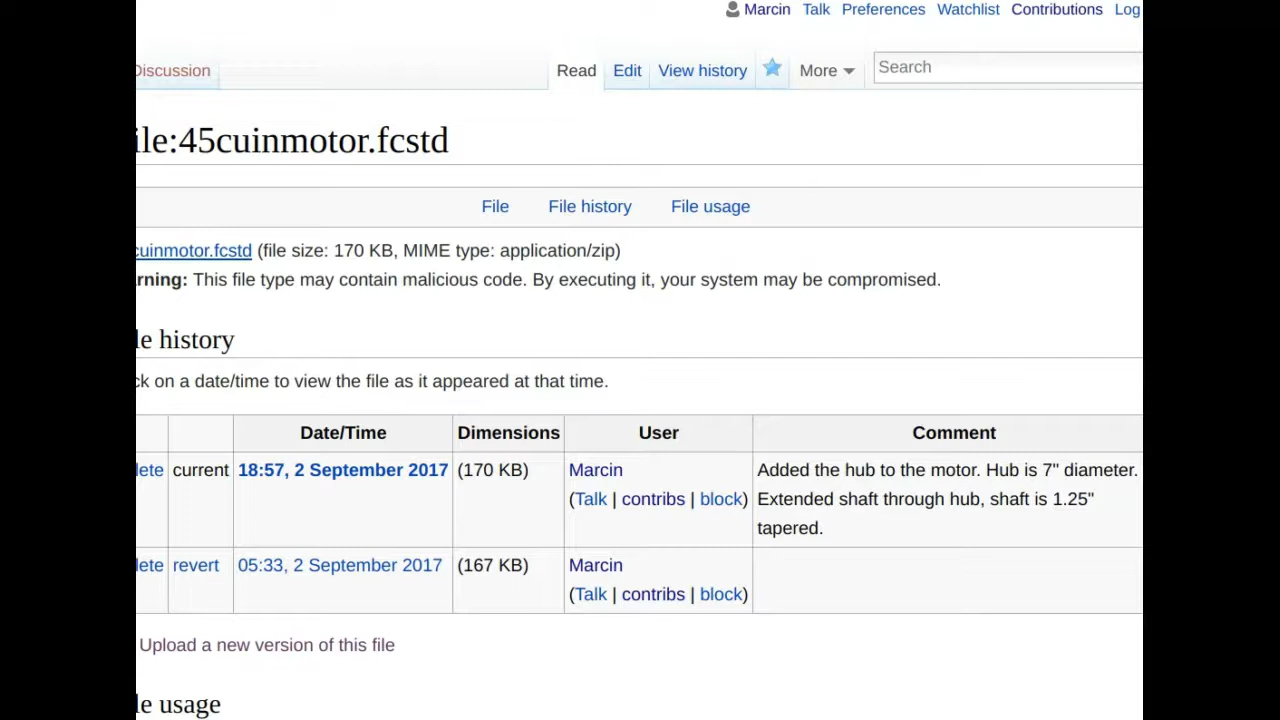 Marcin Talk Preferences Watchlist Contributions Log
Discussion Read Edit View history More Search
ile:45cuinmotor.fcstd
File File history File usage
cuinmotor.fcstd (file size: 170 KB, MIME type: application/zip)
rning: This file type may contain malicious code. By executing it, your system may be compromised.
le history
ck on a date/time to view the file as it appeared at that time.
Date/Time Dimensions User Comment
lete current 18:57, 2 September 2017 (170 KB) Marcin Added the hub to the motor. Hub is 7" diameter.
(Talk | contribs | block) Extended shaft through hub, shaft is 1.25"
tapered.
lete revert 05:33, 2 September 2017 (167 KB) Marcin
(Talk | contribs | block)
Upload a new version of this file
le usage